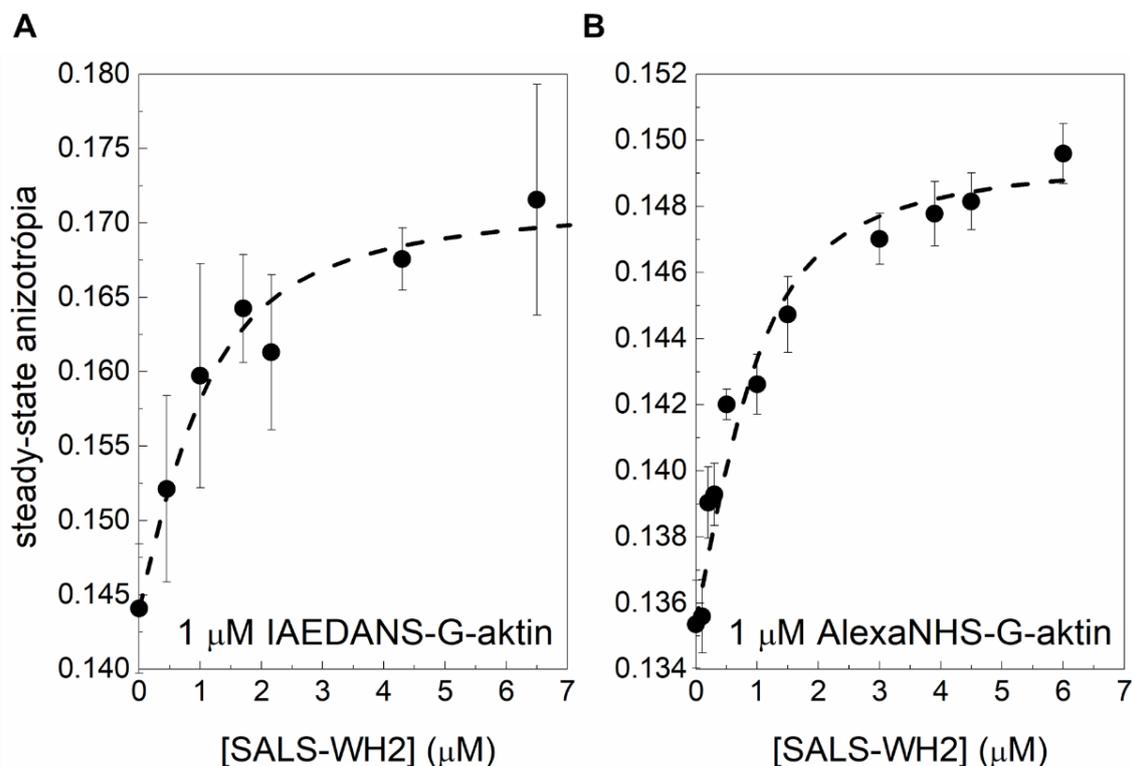 A
B
steady-state anizotrópia
0.180
0.175
0.170
0.165
0.160
0.155
0.150
0.145
0.140
1 μM IAEDANS-G-aktin
0 1 2 3 4 5 6 7
[SALS-WH2] (μM)
0.152
0.150
0.148
0.146
0.144
0.142
0.140
0.138
0.136
0.134
1 μM AlexaNHS-G-aktin
0 1 2 3 4 5 6 7
[SALS-WH2] (μM)